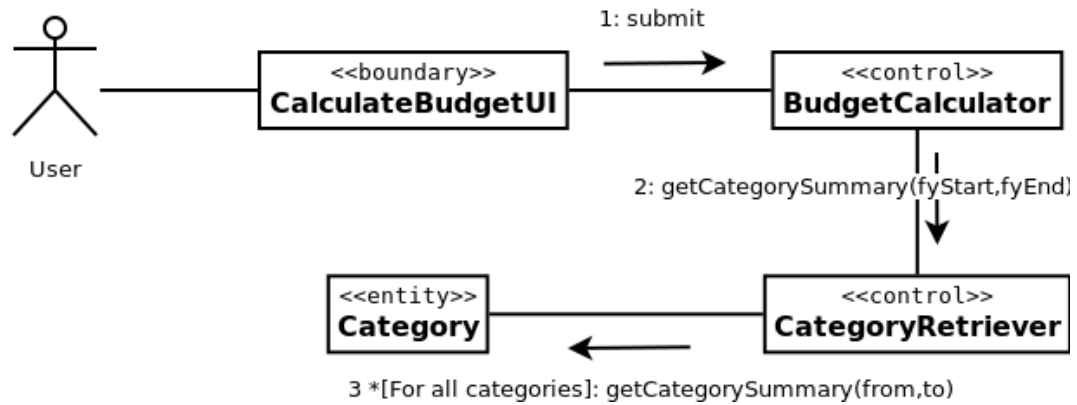 1: submit
<<boundary>>
CalculateBudgetUI
<<control>>
BudgetCalculator
User
2: getCategorySummary(fyStart,fyEnd)
<<entity>>
Category
<<control>>
CategoryRetriever
3 *[For all categories]: getCategorySummary(from,to)